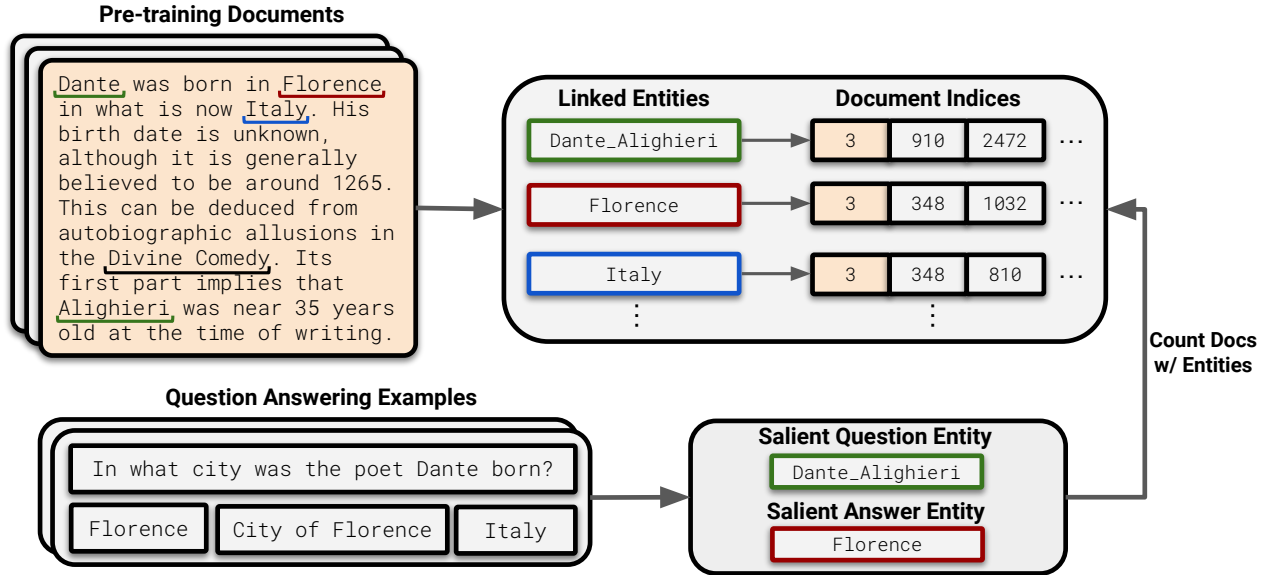 Pre-training Documents
Dante was born in Florence
in what is now Italy. His
birth date is unknown,
although it is generally
believed to be around 1265.
This can be deduced from
autobiographic allusions in
the Divine Comedy. Its
first part implies that
Alighieri was near 35 years
old at the time of writing.
Linked Entities
Document Indices
Dante_Alighieri
3 910 2472 ...
Florence
3 348 1032 ...
Italy
3 348 810 ...
⋮
⋮
Count Docs
w/ Entities
Question Answering Examples
In what city was the poet Dante born?
Florence
City of Florence
Italy
Salient Question Entity
Dante_Alighieri
Salient Answer Entity
Florence